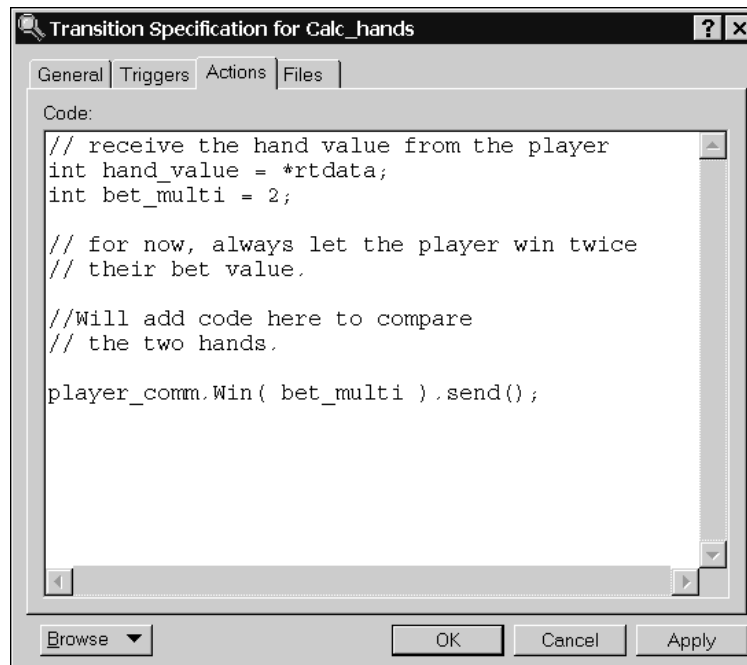 Transition Specification for Calc_hands ? ×
General Triggers Actions Files
Code:
// receive the hand value from the player
int hand_value = *rtdata;
int bet_multi = 2;
// for now, always let the player win twice
// their bet value.
//Will add code here to compare
// the two hands.
player_comm.Win( bet_multi ).send();
Browse OK Cancel Apply